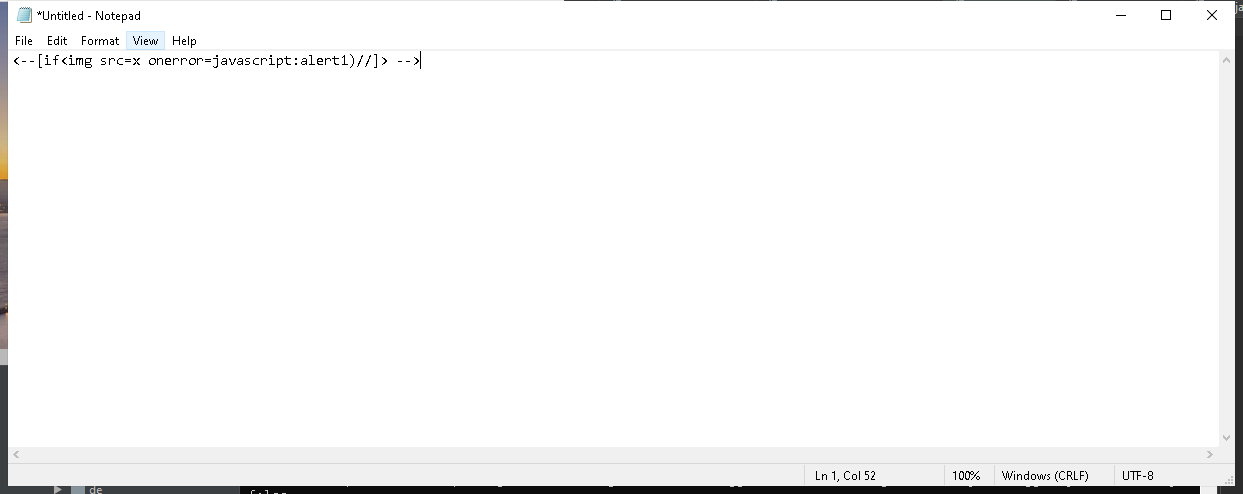 *Untitled - Notepad
File Edit Format View Help
<--[if<img src=x onerror=javascript:alert1)//]> -->
Ln 1, Col 52 100% Windows (CRLF) UTF-8
de